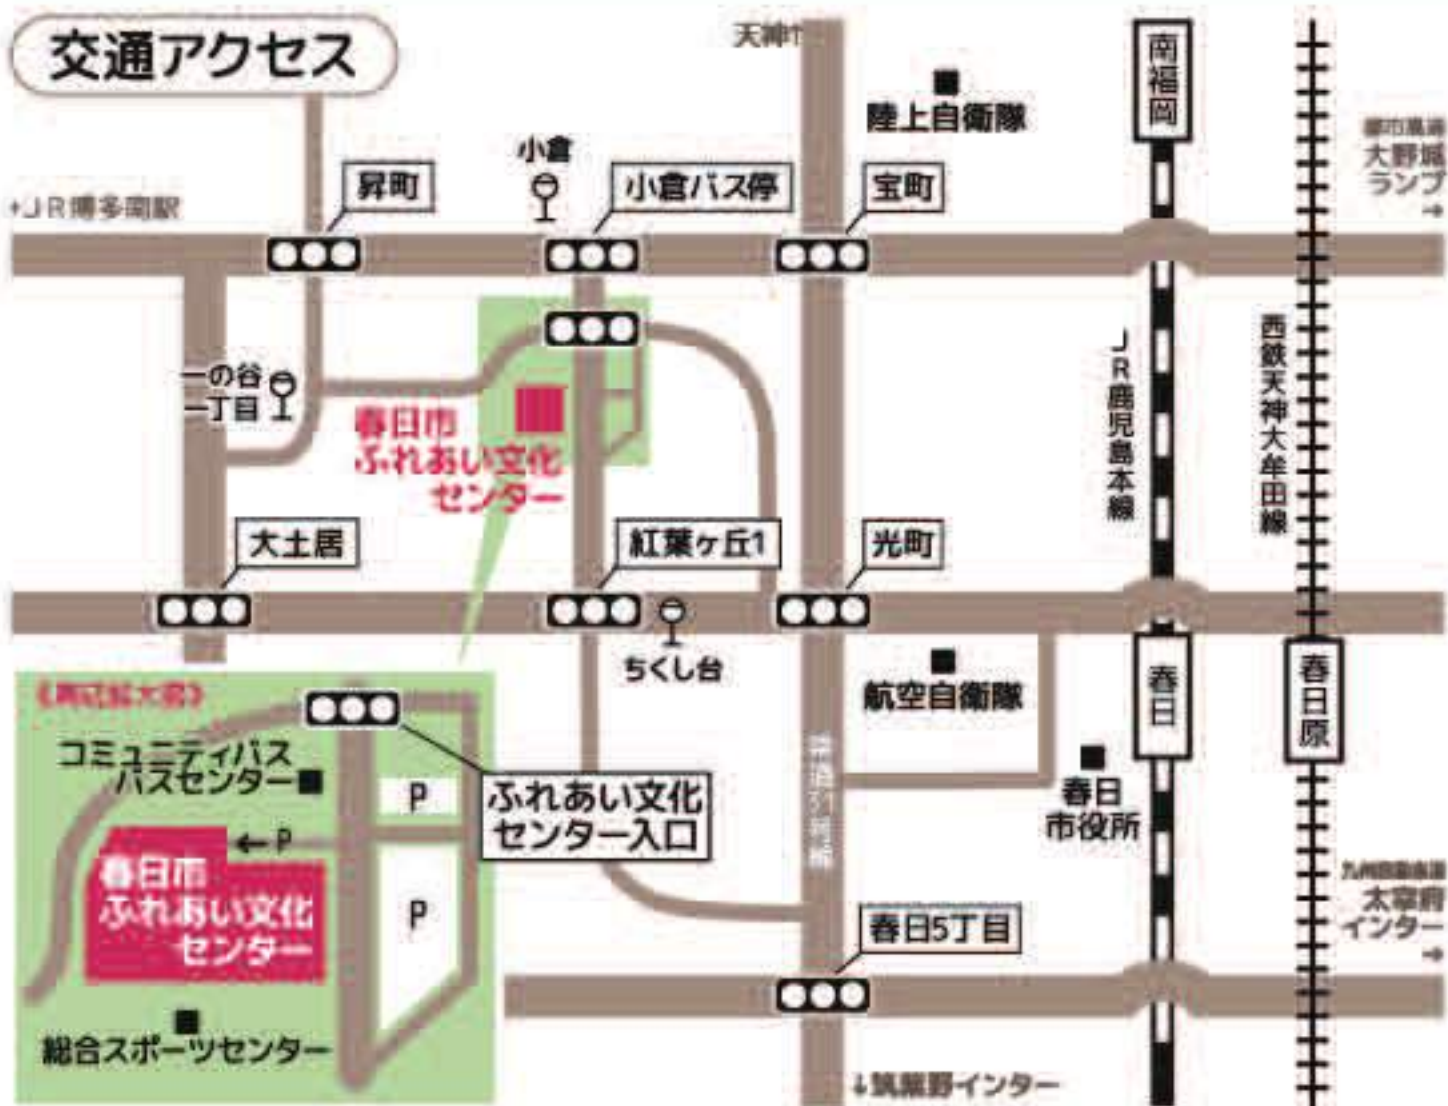 交通アクセス
天神↑
南福岡
陸上自衛隊
大野城
ランプ
→
小倉
昇町
小倉バス停
宝町
←JR博多南駅
一の谷
一丁目
春日市
ふれあい文化
センター
JR鹿児島本線
西鉄天神大牟田線
大土居
紅葉ヶ丘1
光町
ちくし台
航空自衛隊
春日
春日原
春日
市役所
コミュニティバス
バスセンター
P
ふれあい文化
センター入口
←P
春日市
ふれあい文化
センター
P
総合スポーツセンター
春日5丁目
太宰府
インター
→
↓筑紫野インター